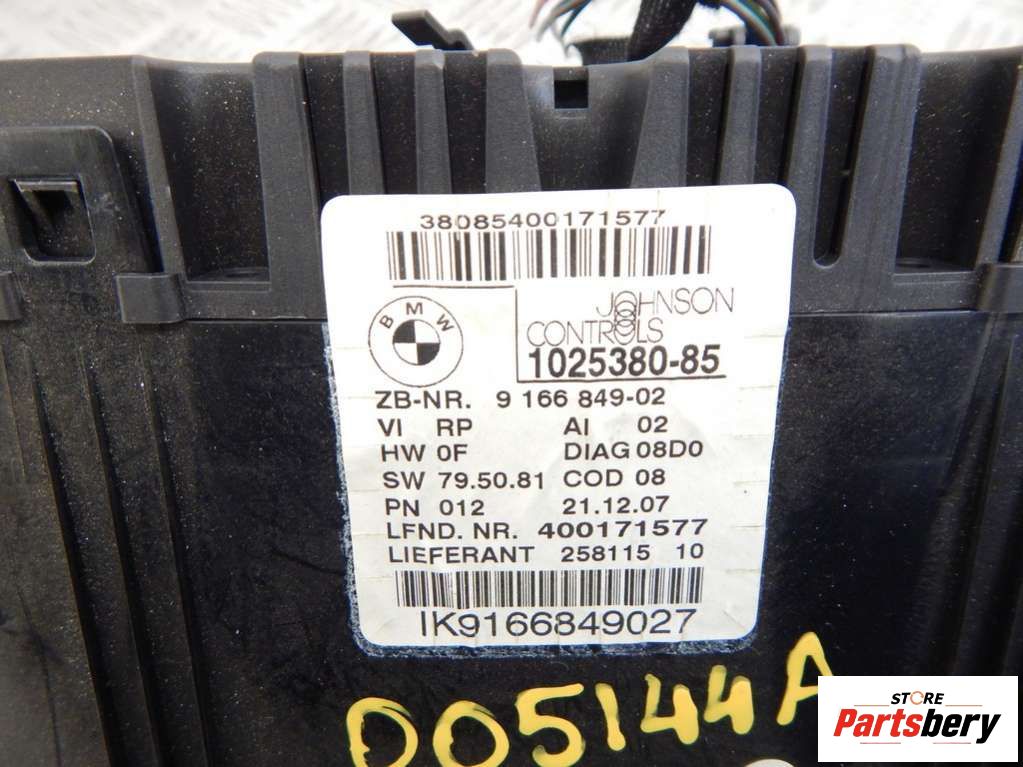 38085400171577
BMW
JOHNSON
CONTROLS
1025380-85
ZB-NR. 9 166 849-02
VI RP AI 02
HW 0F DIAG 08D0
SW 79.50.81 COD 08
PN 012 21.12.07
LFND. NR. 400171577
LIEFERANT 258115 10
IK9166849027
D05144A
STORE
Partsbery